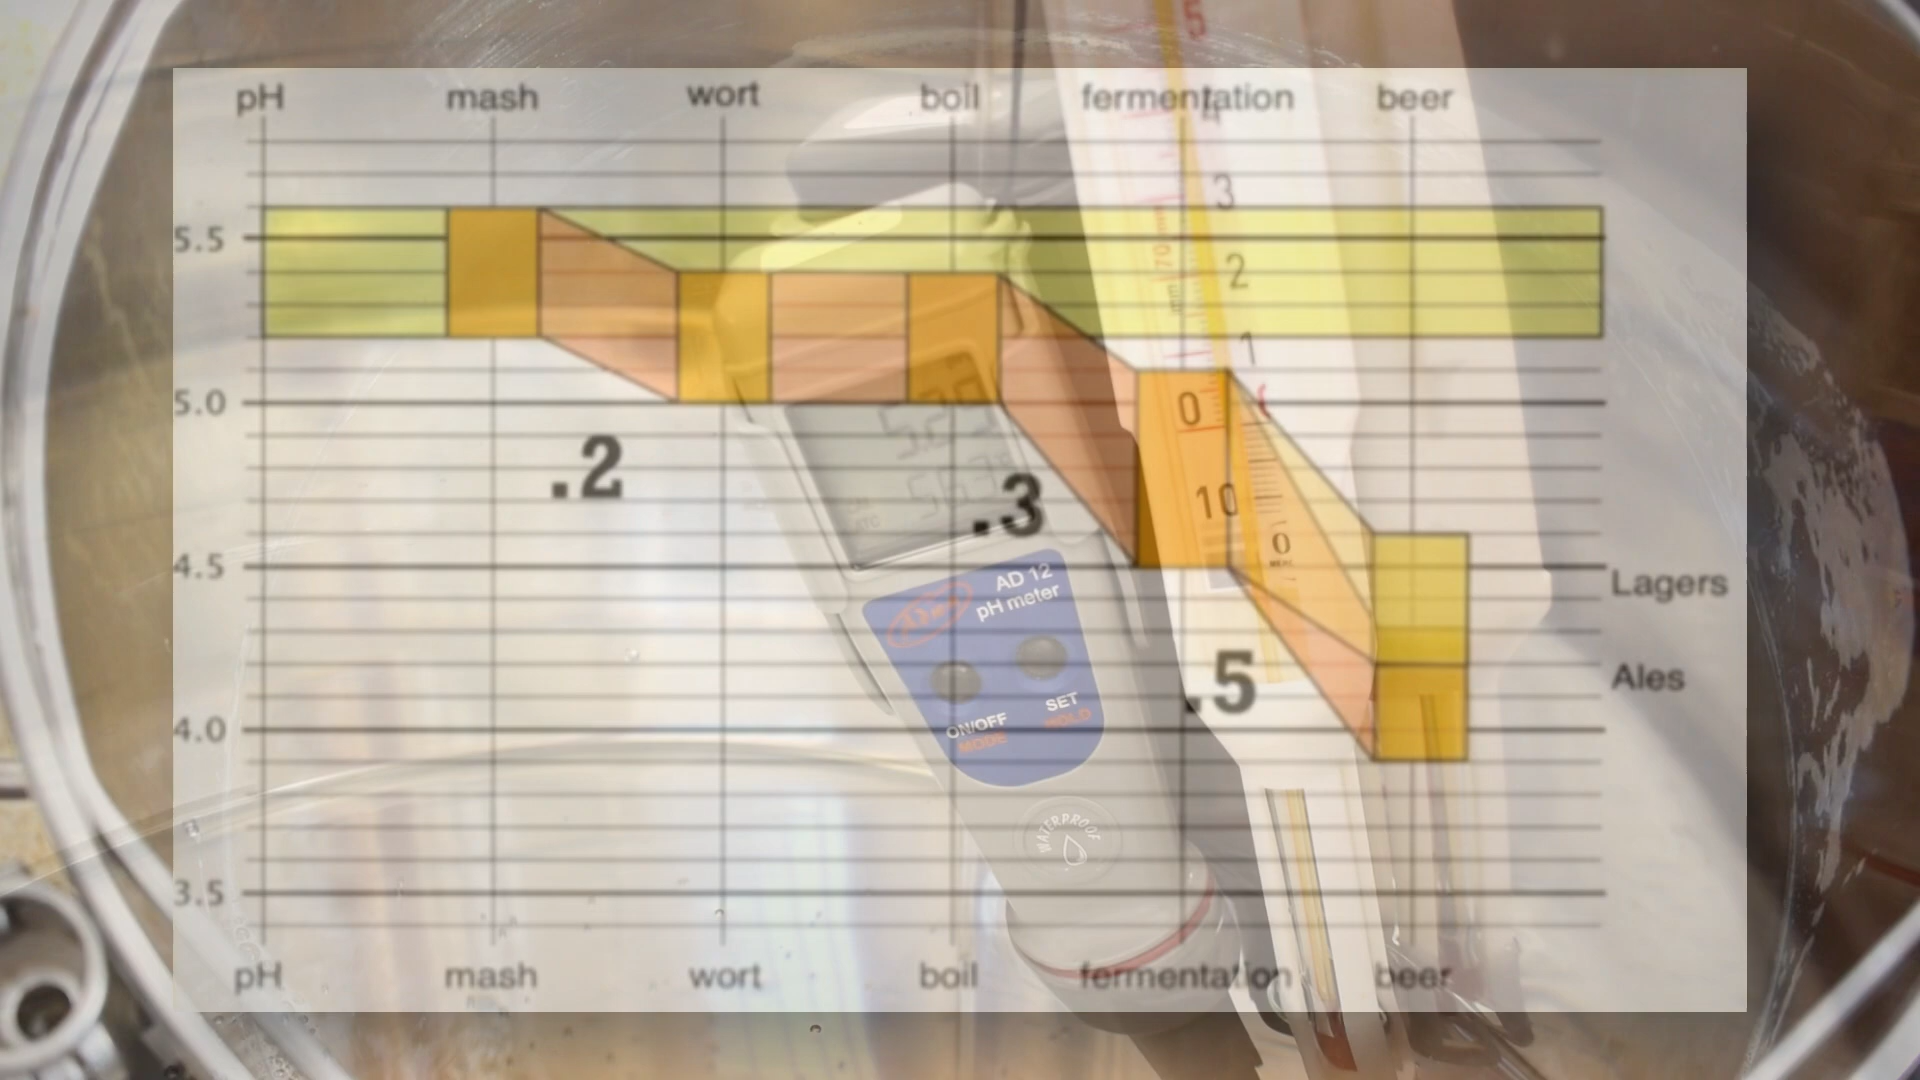 pH mash wort boil fermentation beer
5
4
3
5.5
2
1
5.0
0
.2
.3
10
0
4.5
AD 12
pH meter
Lagers
.5
Ales
SET
HOLD
ON/OFF
MODE
4.0
WATERPROOF
3.5
pH mash wort boil fermentation beer